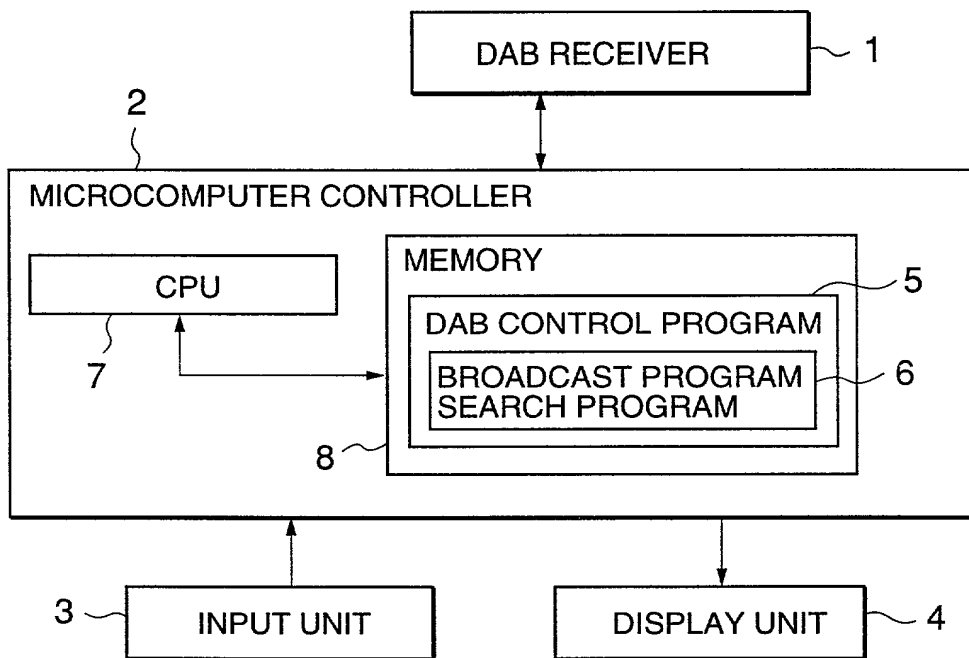 DAB RECEIVER
1
2
MICROCOMPUTER CONTROLLER
MEMORY
CPU
5
DAB CONTROL PROGRAM
7
BROADCAST PROGRAM
SEARCH PROGRAM
6
8
3
INPUT UNIT
DISPLAY UNIT
4